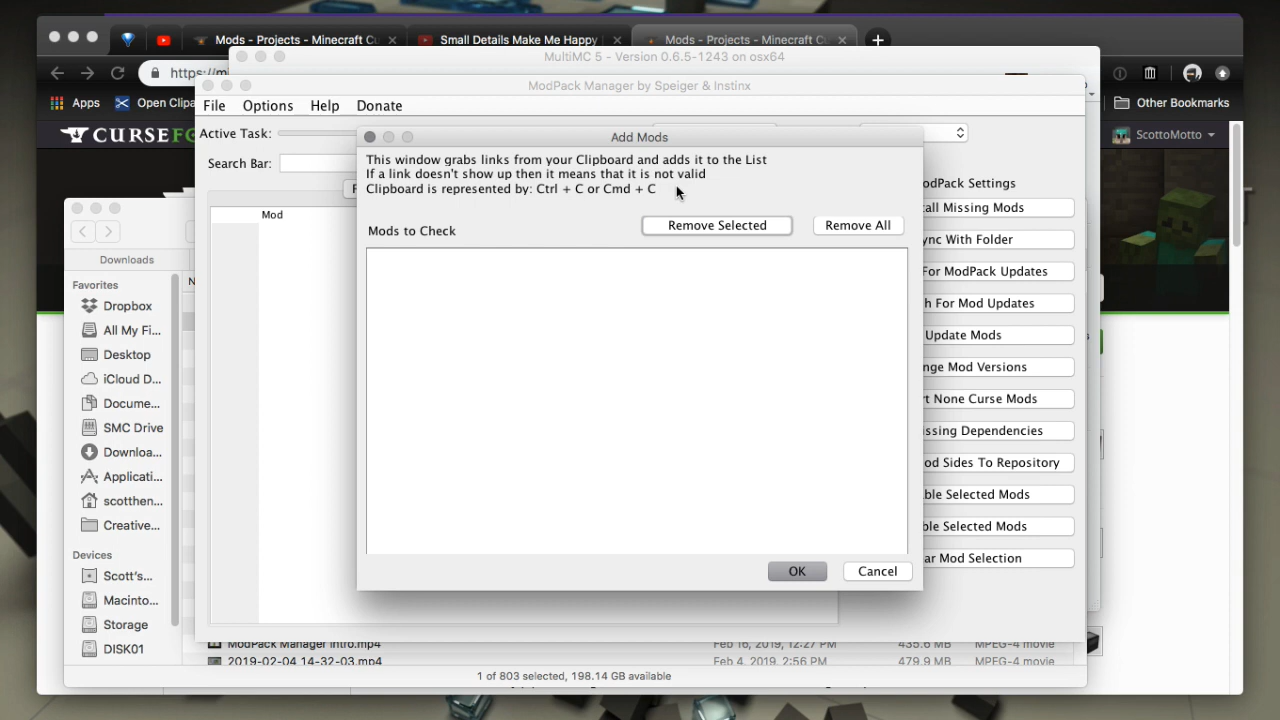 Mods - Projects - Minecraft Cu
Small Details Make Me Happy
Mods - Projects - Minecraft Cu
MultiMC 5 - Version 0.6.5-1243 on osx64
https://mi
ModPack Manager by Speiger & Instinx
Apps
Open Clipa
Other Bookmarks
File
Options
Help
Donate
CURSEFO
ScottoMotto
Active Task:
Add Mods
Search Bar:
This window grabs links from your Clipboard and adds it to the List
If a link doesn't show up then it means that it is not valid
Clipboard is represented by: Ctrl + C or Cmd + C
Mods to Check
Remove Selected
Remove All
Mod
odPack Settings
all Missing Mods
ync With Folder
For ModPack Updates
h For Mod Updates
Update Mods
nge Mod Versions
rt None Curse Mods
issing Dependencies
od Sides To Repository
ble Selected Mods
ble Selected Mods
ar Mod Selection
OK
Cancel
Downloads
Favorites
Dropbox
All My Fi...
Desktop
iCloud D...
Docume...
SMC Drive
Downloa...
Applicati...
scotthen...
Creative...
Devices
Scott's...
Macinto...
Storage
DISK01
ModPack Manager Intro.mp4
Feb 16, 2019, 12:27 PM
435.6 MB
MPEG-4 movie
2019-02-04 14-32-03.mp4
Feb 4, 2019, 2:56 PM
479.9 MB
MPEG-4 movie
1 of 803 selected, 198.14 GB available